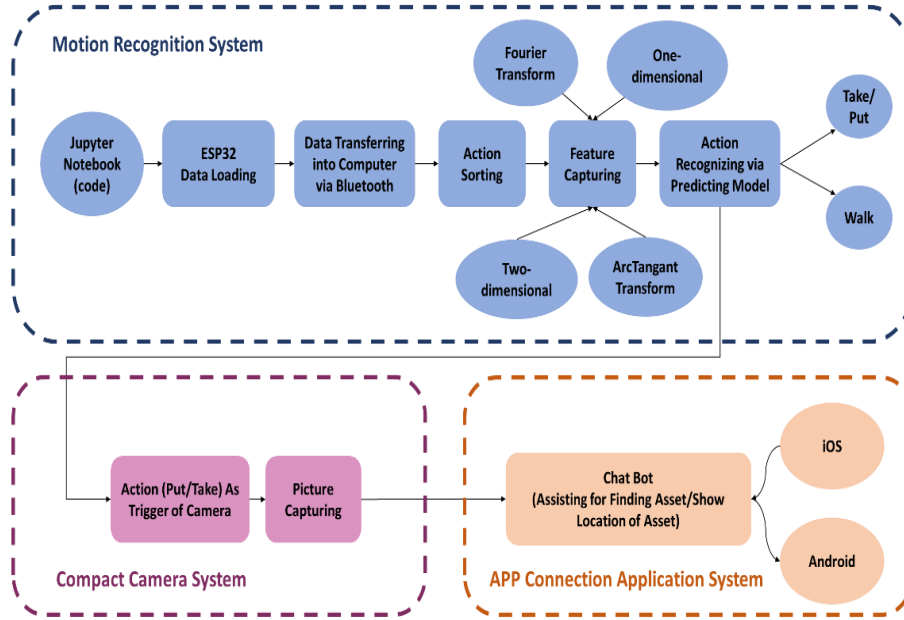 Motion Recognition System
Fourier
Transform
One-
dimensional
Jupyter
Notebook
(code)
ESP32
Data Loading
Data Transferring
into Computer
via Bluetooth
Action
Sorting
Feature
Capturing
Action
Recognizing via
Predicting Model
Take/
Put
Walk
Two-
dimensional
ArcTangant
Transform
Action (Put/Take) As
Trigger of Camera
Picture
Capturing
Compact Camera System
Chat Bot
(Assisting for Finding Asset/Show
Location of Asset)
iOS
Android
APP Connection Application System